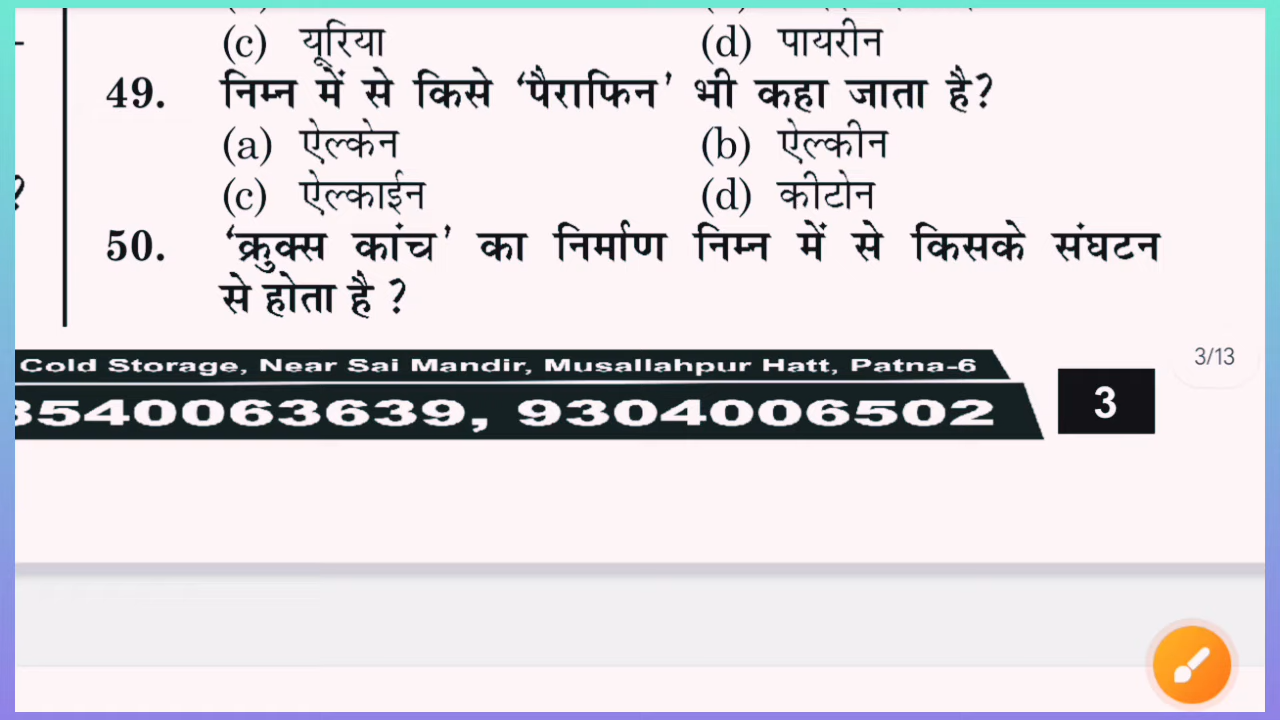 (c) यूरिया (d) पायरीन
49. निम्न में से किसे ‘पैराफिन’ भी कहा जाता है?
(a) ऐल्केन (b) ऐल्कीन
(c) ऐल्काईन (d) कीटोन
50. ‘क्रुक्स कांच’ का निर्माण निम्न में से किसके संघटन
से होता है ?
Cold Storage, Near Sai Mandir, Musallahpur Hatt, Patna-6
3/13
8540063639, 9304006502
3